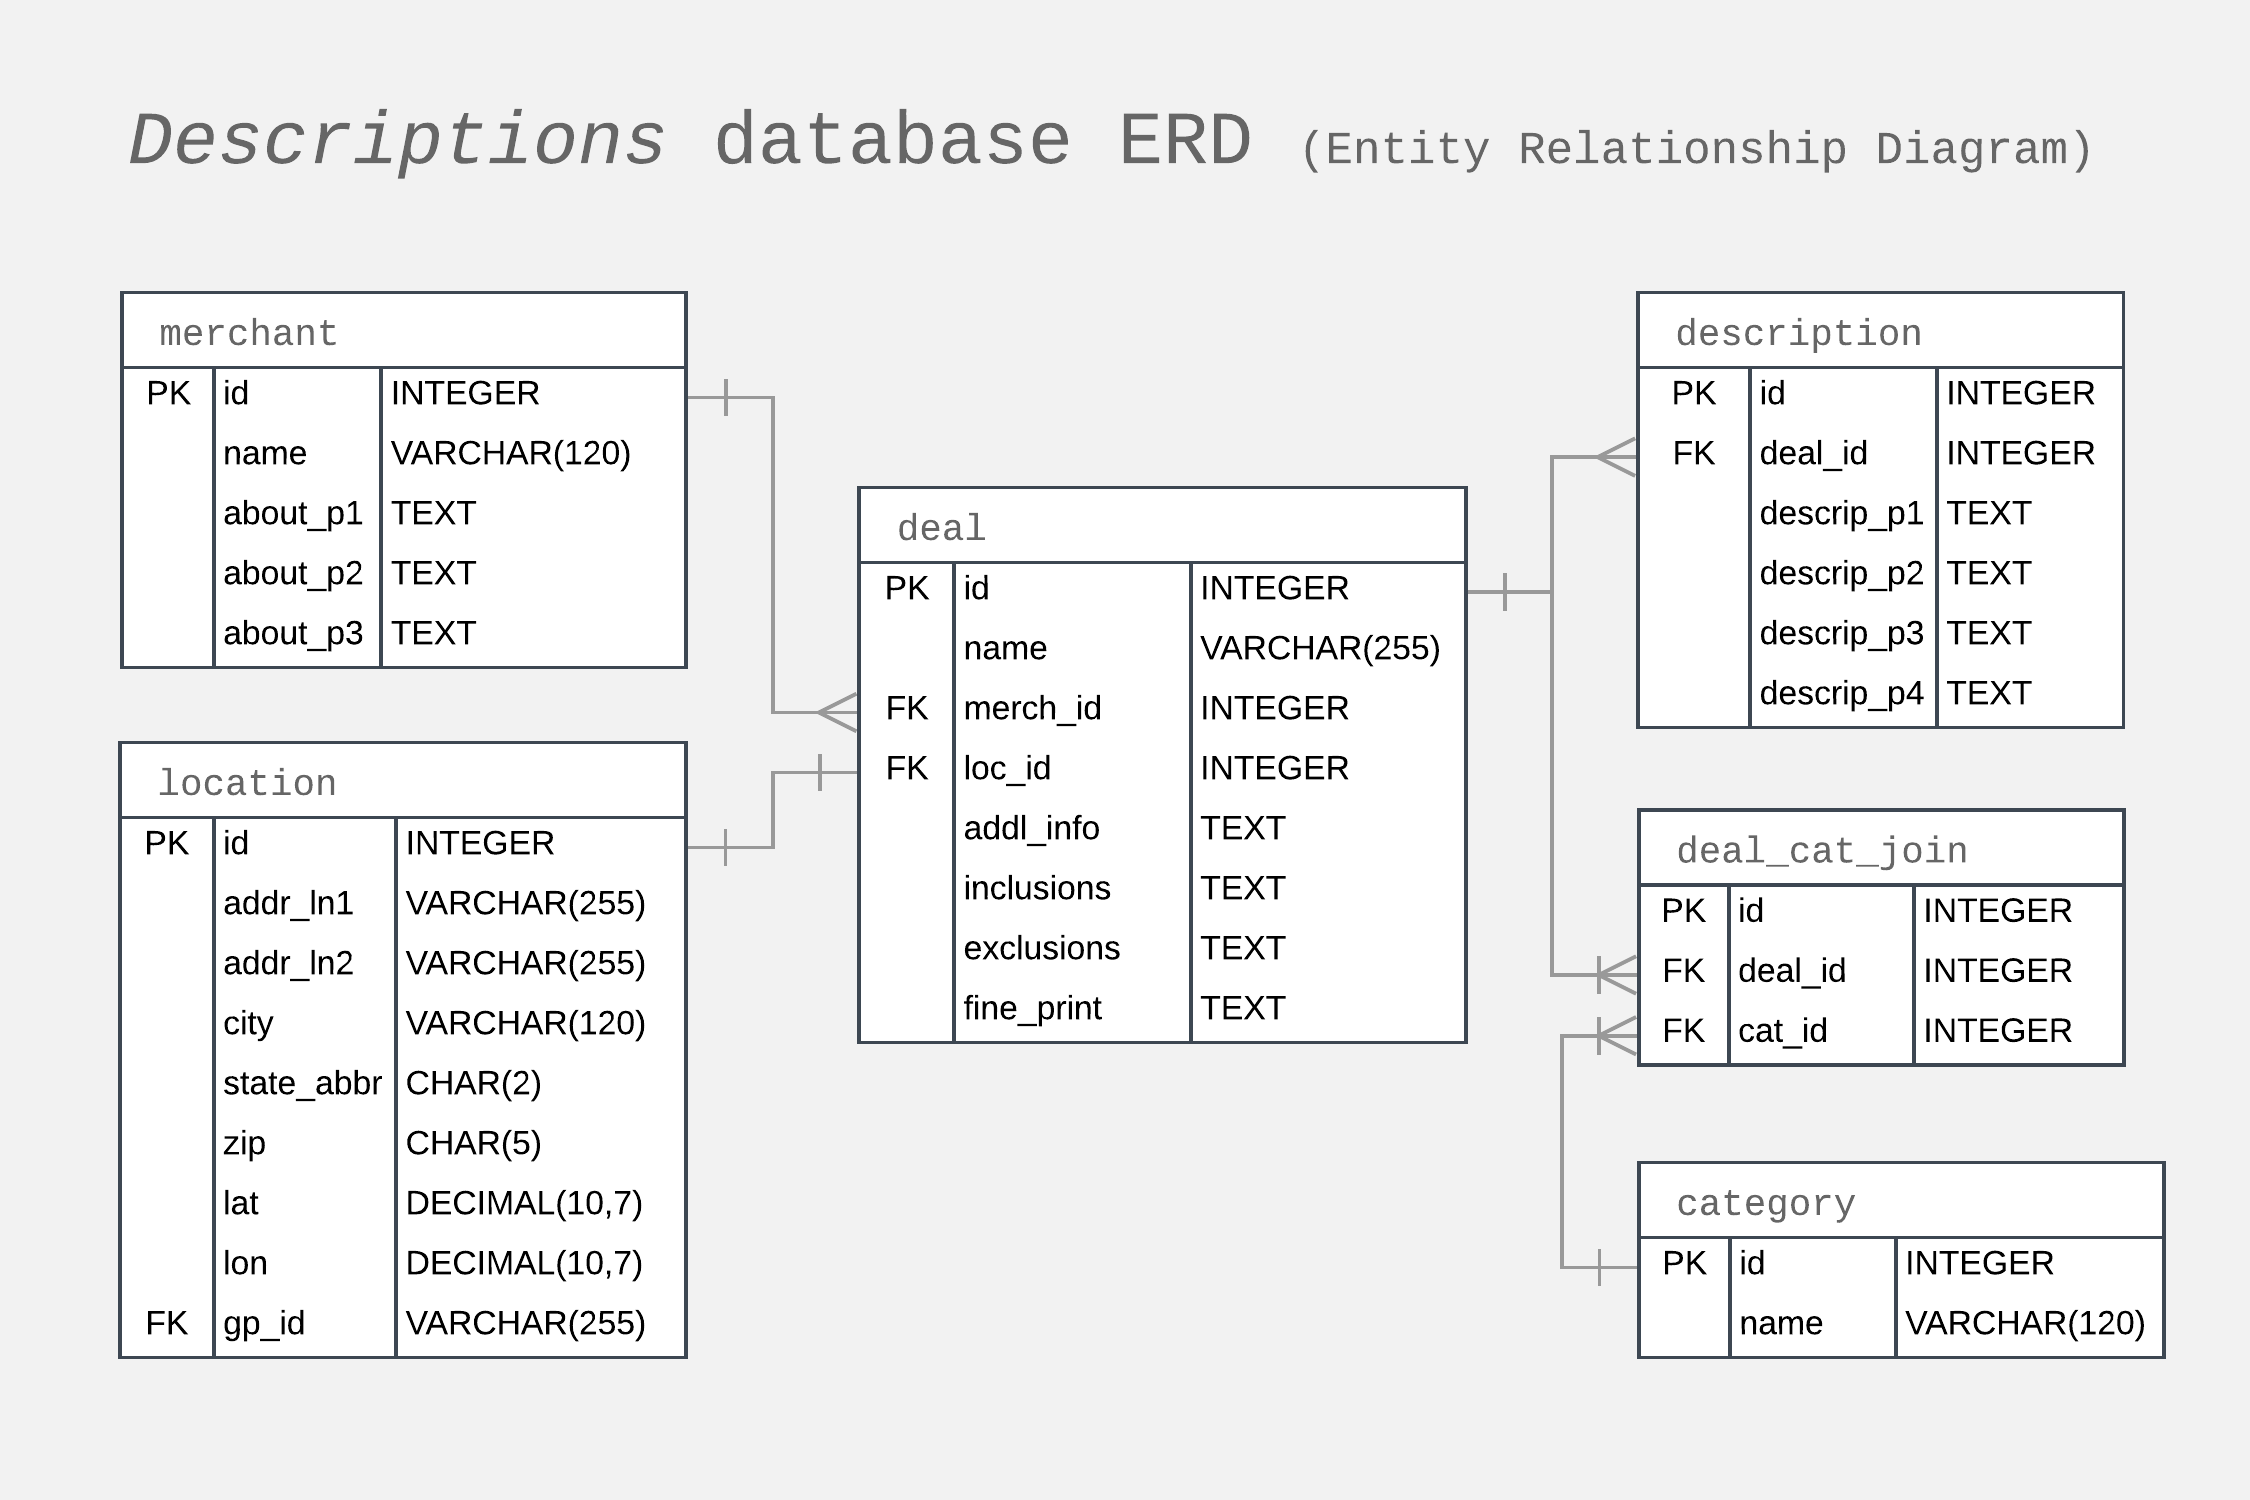 Descriptions database ERD (Entity Relationship Diagram)
merchant
PK id INTEGER
name VARCHAR(120)
about_p1 TEXT
about_p2 TEXT
about_p3 TEXT
location
PK id INTEGER
addr_ln1 VARCHAR(255)
addr_ln2 VARCHAR(255)
city VARCHAR(120)
state_abbr CHAR(2)
zip CHAR(5)
lat DECIMAL(10,7)
lon DECIMAL(10,7)
FK gp_id VARCHAR(255)
deal
PK id INTEGER
name VARCHAR(255)
FK merch_id INTEGER
FK loc_id INTEGER
addl_info TEXT
inclusions TEXT
exclusions TEXT
fine_print TEXT
description
PK id INTEGER
FK deal_id INTEGER
descrip_p1 TEXT
descrip_p2 TEXT
descrip_p3 TEXT
descrip_p4 TEXT
deal_cat_join
PK id INTEGER
FK deal_id INTEGER
FK cat_id INTEGER
category
PK id INTEGER
name VARCHAR(120)